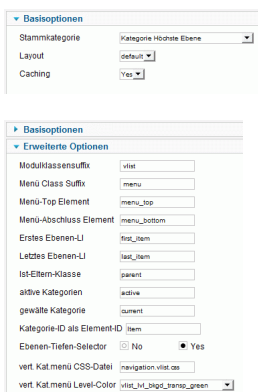 Basisoptionen
Stammkategorie Kategorie Höchste Ebene
Layout default
Caching Yes
Basisoptionen
Erweiterte Optionen
Modulklassensuffix vlist
Menü Class Suffix menu
Menü-Top Element menu_top
Menü-Abschluss Element menu_bottom
Erstes Ebenen-LI first_item
Letztes Ebenen-LI last_item
Ist-Eltern-Klasse parent
aktive Kategorien active
gewälte Kategorie current
Kategorie-ID als Element-ID Item
Ebenen-Tiefen-Selector No Yes
vert. Kat.menü CSS-Datei navigation.vlist.css
vert. Kat.menü Level-Color vlist_lvl_bkgd_transp_green